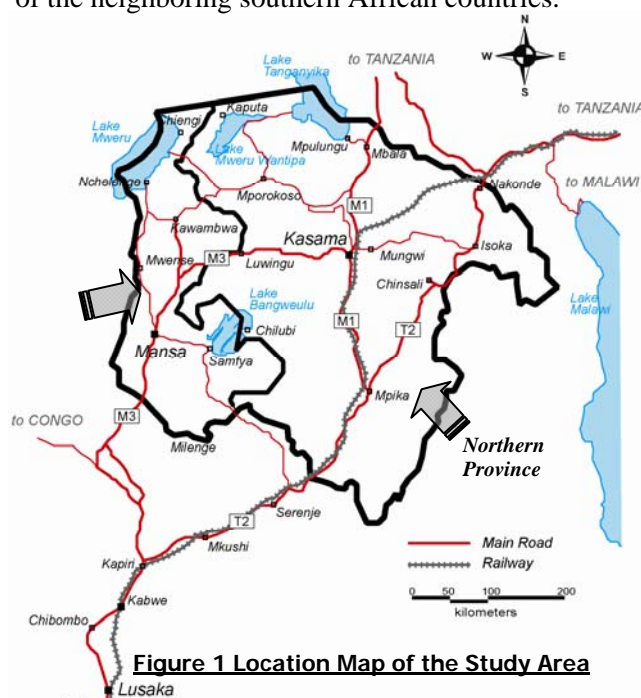 of the neighboring southern African countries.
N
W E
S
to TANZANIA
Lake
Tanganyika
to TANZANIA
Kaputa
Chiengi
Lake
Mweru
Lake
Mweru Wantipa
Mpulungu
Mbala
to MALAWI
Nchelenge
Nakonde
Mporokoso
M1
Kawambwa
Kasama
Mungwi
Isoka
M3
Luwingu
Mwense
Chinsali
Lake
Bangweulu
Lake
Malawi
Chilubi
M1
T2
Mansa
Samfya
Mpika
to CONGO
M3
Milenge
Northern
Province
Serenje
T2
Mkushi
Main Road
Railway
Kapiri
0 50 100 200
kilometers
Kabwe
Chibombo
Figure 1 Location Map of the Study Area
Lusaka